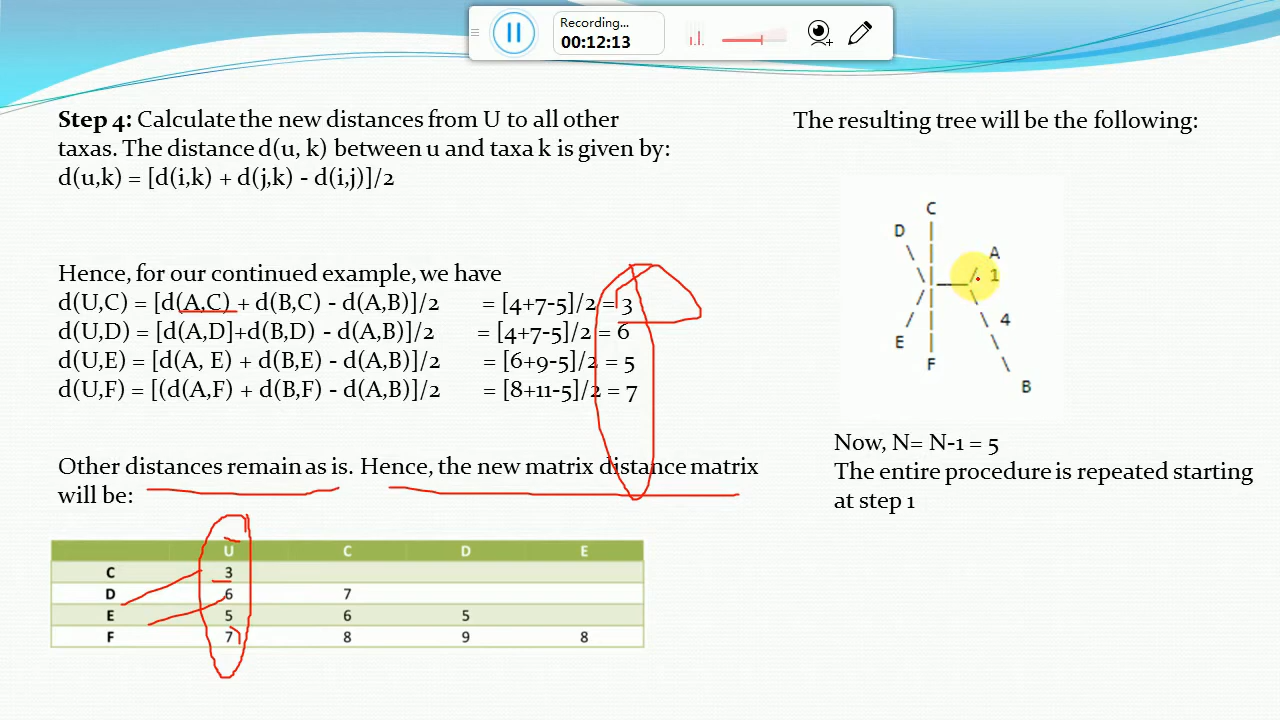 Recording...
00:12:13
Step 4: Calculate the new distances from U to all other
taxas. The distance d(u, k) between u and taxa k is given by:
d(u,k) = [d(i,k) + d(j,k) - d(i,j)]/2
Hence, for our continued example, we have
d(U,C) = [d(A,C) + d(B,C) - d(A,B)]/2 = [4+7-5]/2 = 3
d(U,D) = [d(A,D]+d(B,D) - d(A,B)]/2 = [4+7-5]/2 = 6
d(U,E) = [d(A, E) + d(B,E) - d(A,B)]/2 = [6+9-5]/2 = 5
d(U,F) = [(d(A,F) + d(B,F) - d(A,B)]/2 = [8+11-5]/2 = 7
Other distances remain as is. Hence, the new matrix distance matrix
will be:
U C D E
C 3
D 6 7
E 5 6 5
F 7 8 9 8
The resulting tree will be the following:
C
D
A
1
4
E
F
B
Now, N= N-1 = 5
The entire procedure is repeated starting
at step 1